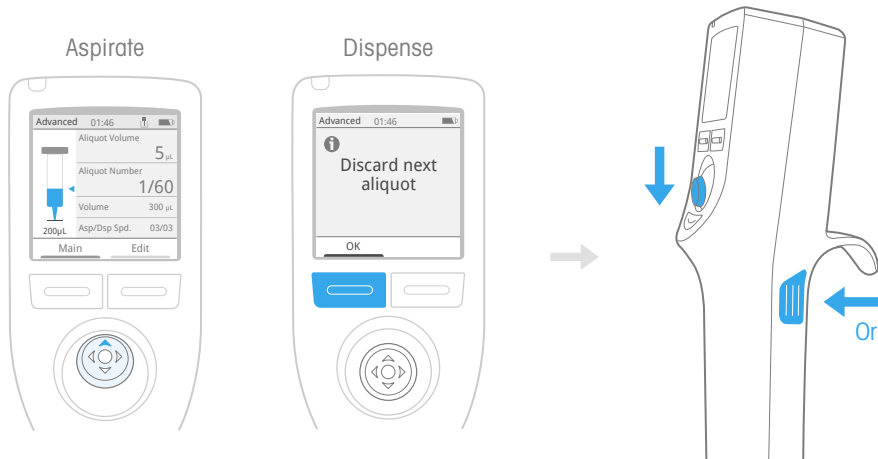 Aspirate
Dispense
Advanced 01:46
Aliquot Volume
5 µL
Aliquot Number
1/60
Volume 300 µL
200µL Asp/Dsp Spd. 03/03
Main Edit
Advanced 01:46
Discard next
aliquot
OK
Or